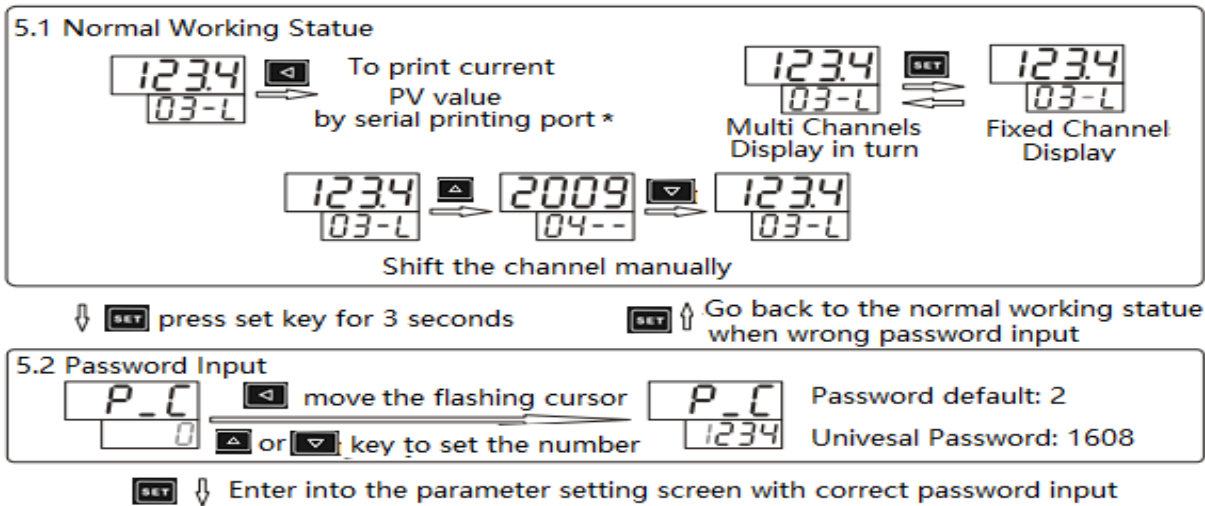 5.1 Normal Working Statue
123.4
03-L
To print current
PV value
by serial printing port *
123.4
03-L
SET
123.4
03-L
Multi Channels
Display in turn
Fixed Channel
Display
123.4
03-L
2009
04--
123.4
03-L
Shift the channel manually
SET press set key for 3 seconds
SET Go back to the normal working statue
when wrong password input
5.2 Password Input
P_C
0
move the flashing cursor
or key to set the number
P_C
1234
Password default: 2
Univesal Password: 1608
SET Enter into the parameter setting screen with correct password input